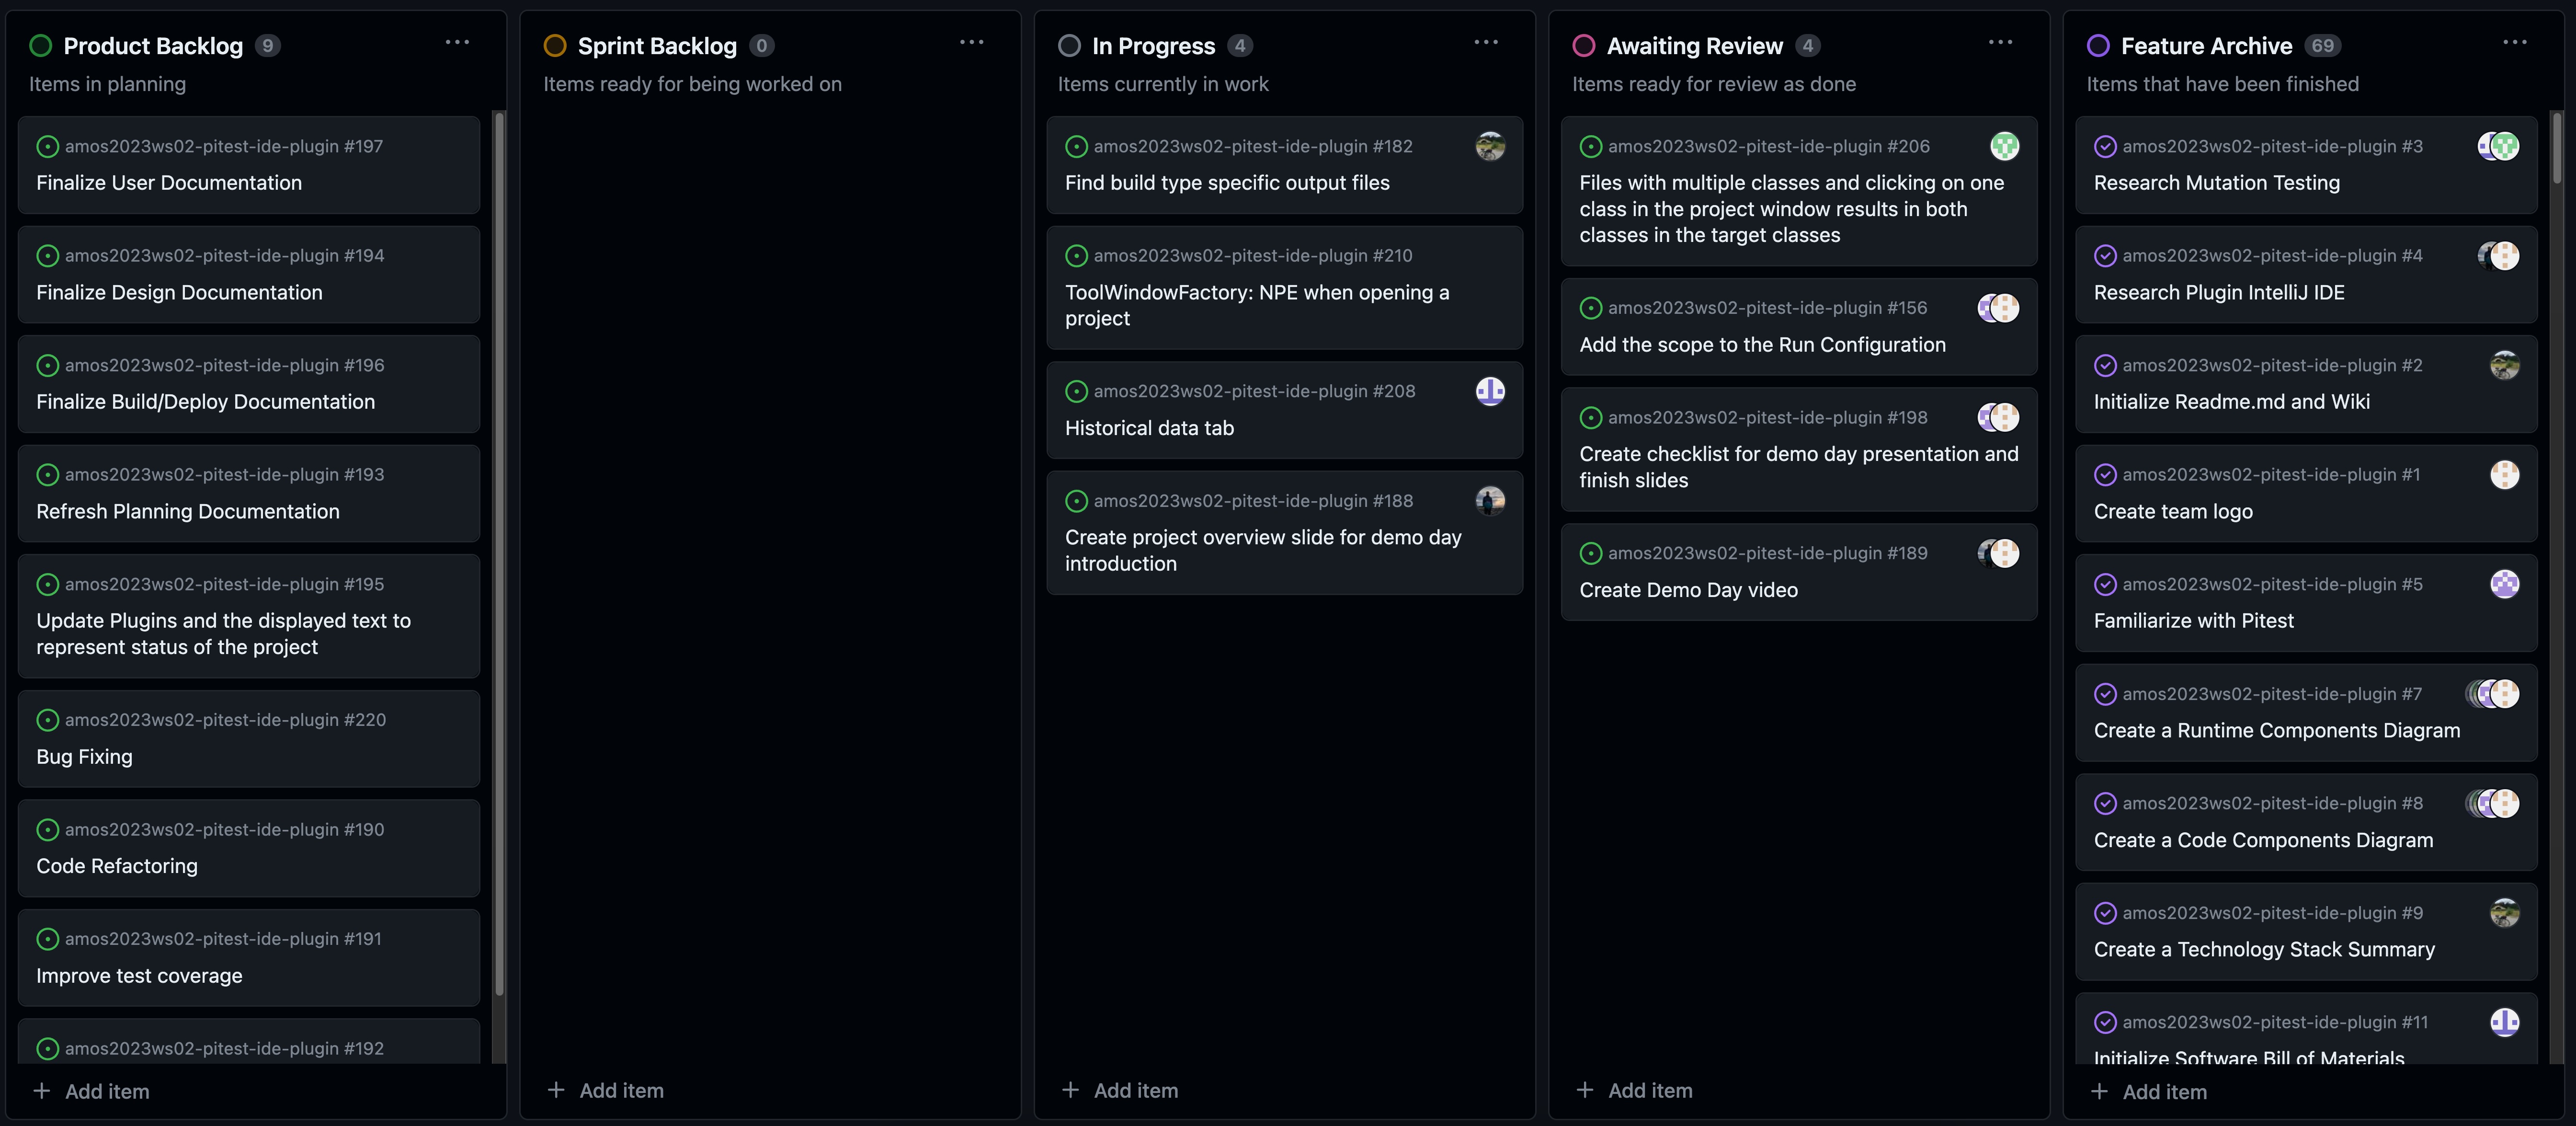 Product Backlog 9
Items in planning
amos2023ws02-pitest-ide-plugin #197
Finalize User Documentation
amos2023ws02-pitest-ide-plugin #194
Finalize Design Documentation
amos2023ws02-pitest-ide-plugin #196
Finalize Build/Deploy Documentation
amos2023ws02-pitest-ide-plugin #193
Refresh Planning Documentation
amos2023ws02-pitest-ide-plugin #195
Update Plugins and the displayed text to
represent status of the project
amos2023ws02-pitest-ide-plugin #220
Bug Fixing
amos2023ws02-pitest-ide-plugin #190
Code Refactoring
amos2023ws02-pitest-ide-plugin #191
Improve test coverage
amos2023ws02-pitest-ide-plugin #192
+ Add item
Sprint Backlog 0
Items ready for being worked on
+ Add item
In Progress 4
Items currently in work
amos2023ws02-pitest-ide-plugin #182
Find build type specific output files
amos2023ws02-pitest-ide-plugin #210
ToolWindowFactory: NPE when opening a
project
amos2023ws02-pitest-ide-plugin #208
Historical data tab
amos2023ws02-pitest-ide-plugin #188
Create project overview slide for demo day
introduction
+ Add item
Awaiting Review 4
Items ready for review as done
amos2023ws02-pitest-ide-plugin #206
Files with multiple classes and clicking on one
class in the project window results in both
classes in the target classes
amos2023ws02-pitest-ide-plugin #156
Add the scope to the Run Configuration
amos2023ws02-pitest-ide-plugin #198
Create checklist for demo day presentation and
finish slides
amos2023ws02-pitest-ide-plugin #189
Create Demo Day video
+ Add item
Feature Archive 69
Items that have been finished
amos2023ws02-pitest-ide-plugin #3
Research Mutation Testing
amos2023ws02-pitest-ide-plugin #4
Research Plugin IntelliJ IDE
amos2023ws02-pitest-ide-plugin #2
Initialize Readme.md and Wiki
amos2023ws02-pitest-ide-plugin #1
Create team logo
amos2023ws02-pitest-ide-plugin #5
Familiarize with Pitest
amos2023ws02-pitest-ide-plugin #7
Create a Runtime Components Diagram
amos2023ws02-pitest-ide-plugin #8
Create a Code Components Diagram
amos2023ws02-pitest-ide-plugin #9
Create a Technology Stack Summary
amos2023ws02-pitest-ide-plugin #11
Initialize Software Bill of Materials
+ Add item